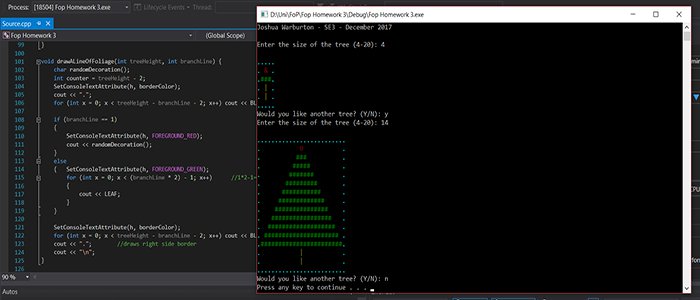 Process: [18504] Fop Homework 3.exe Lifecycle Events Thread:
Source.cpp
Fop Homework 3 (Global Scope)
99 }
100
101 void drawALineOfFoliage(int treeHeight, int branchLine) {
102 char randomDecoration();
103 int counter = treeHeight - 2;
104 SetConsoleTextAttribute(h, borderColor);
105 cout << ".";
106 for (int x = 0; x < treeHeight - branchLine - 2; x++) cout << BL
107
108 if (branchLine == 1)
109 {
110 SetConsoleTextAttribute(h, FOREGROUND_RED);
111 cout << randomDecoration();
112 }
113 else
114 { SetConsoleTextAttribute(h, FOREGROUND_GREEN);
115 for (int x = 0; x < (branchLine * 2) - 1; x++) //1*2-1-
116 {
117 cout << LEAF;
118 }
119 }
120
121 SetConsoleTextAttribute(h, borderColor);
122 for (int x = 0; x < treeHeight - branchLine - 2; x++) cout << BL
123 cout << "."; //draws right side border
124 cout << "\n";
125 }
126
90 %
Autos
D:\Uni\FoP\Fop Homework 3\Debug\Fop Homework 3.exe
Joshua Warburton - SE3 - December 2017
Enter the size of the tree (4-20): 4
Would you like another tree? (Y/N): y
Enter the size of the tree (4-20): 14
Would you like another tree? (Y/N): n
Press any key to continue . . .